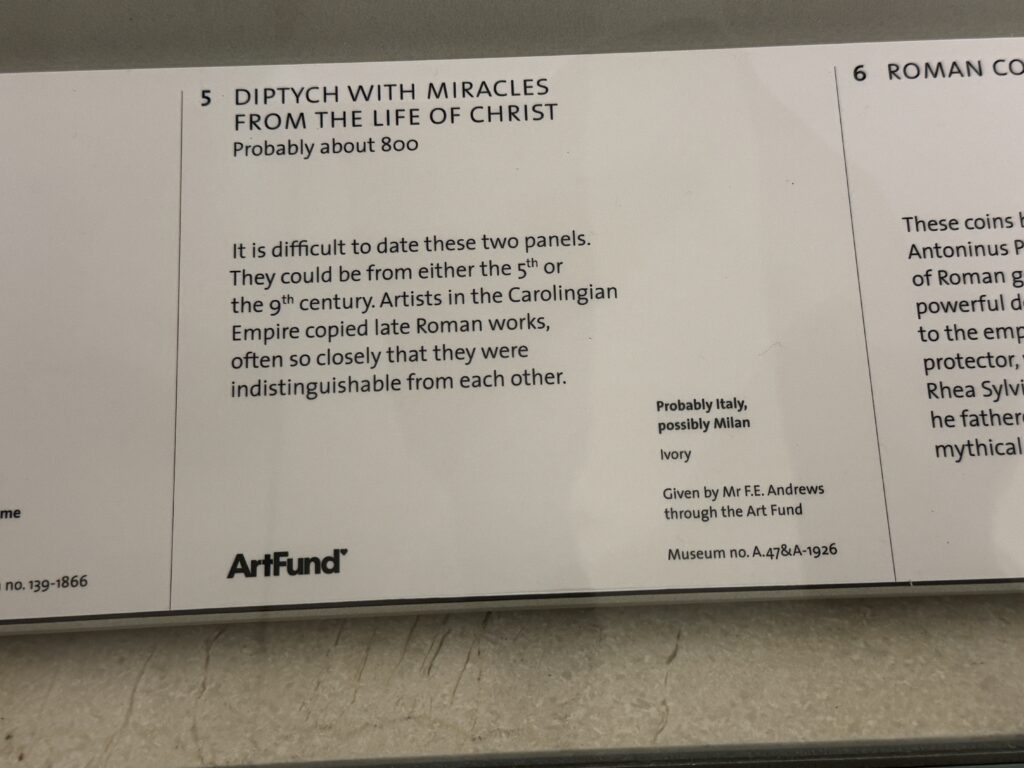 me
no. 139-1866
5 DIPTYCH WITH MIRACLES
FROM THE LIFE OF CHRIST
Probably about 800
It is difficult to date these two panels.
They could be from either the 5th or
the 9th century. Artists in the Carolingian
Empire copied late Roman works,
often so closely that they were
indistinguishable from each other.
Probably Italy,
possibly Milan
Ivory
Given by Mr F.E. Andrews
through the Art Fund
Museum no. A.47&A-1926
ArtFund
6 ROMAN CO
These coins b
Antoninus P
of Roman g
powerful d
to the emp
protector,
Rhea Sylvi
he father
mythical